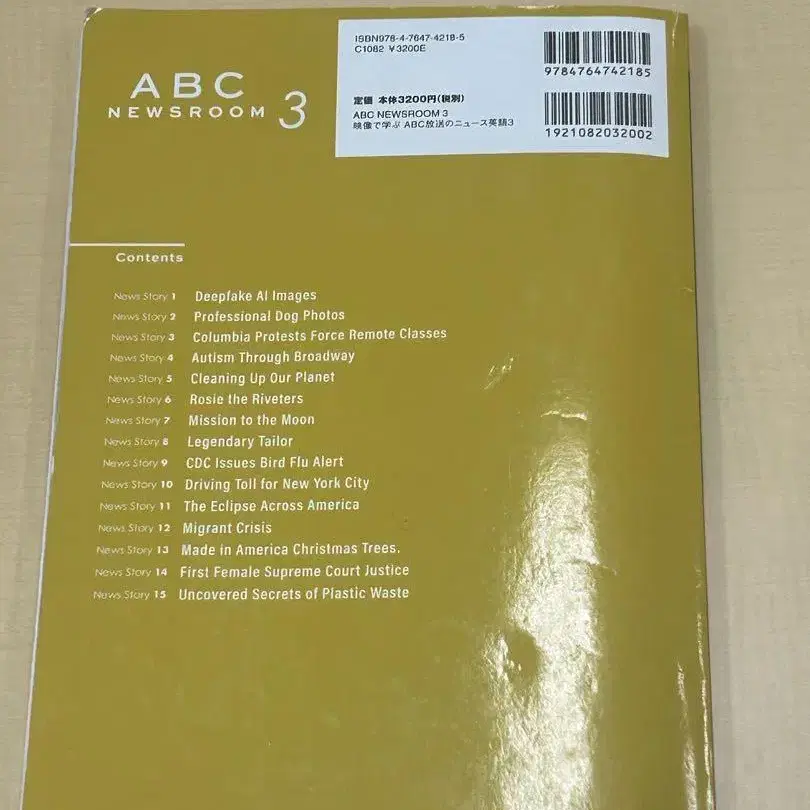 ABC
NEWSROOM 3
ISBN978-4-7647-4218-5
C1082 ¥3200E
定価 本体3200円(税別)
ABC NEWSROOM 3
映像で学ぶ ABC放送のニュース英語3
9784764742185
1921082032002
Contents
News Story 1 Deepfake AI Images
News Story 2 Professional Dog Photos
News Story 3 Columbia Protests Force Remote Classes
News Story 4 Autism Through Broadway
News Story 5 Cleaning Up Our Planet
News Story 6 Rosie the Riveters
News Story 7 Mission to the Moon
News Story 8 Legendary Tailor
News Story 9 CDC Issues Bird Flu Alert
News Story 10 Driving Toll for New York City
News Story 11 The Eclipse Across America
News Story 12 Migrant Crisis
News Story 13 Made in America Christmas Trees.
News Story 14 First Female Supreme Court Justice
News Story 15 Uncovered Secrets of Plastic Waste